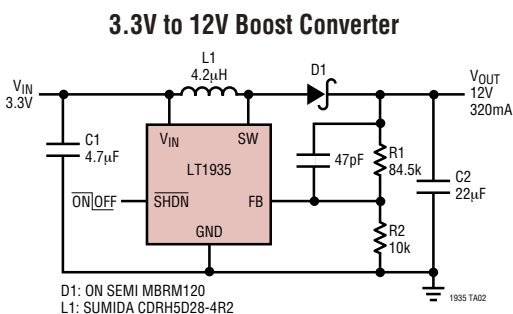 3.3V to 12V Boost Converter
L1
4.2µH
D1
VIN
3.3V
VOUT
12V
320mA
C1
4.7µF
VIN
SW
LT1935
47pF
R1
84.5k
C2
22µF
ON OFF
SHDN
FB
GND
R2
10k
1935 TA02
D1: ON SEMI MBRM120
L1: SUMIDA CDRH5D28-4R2